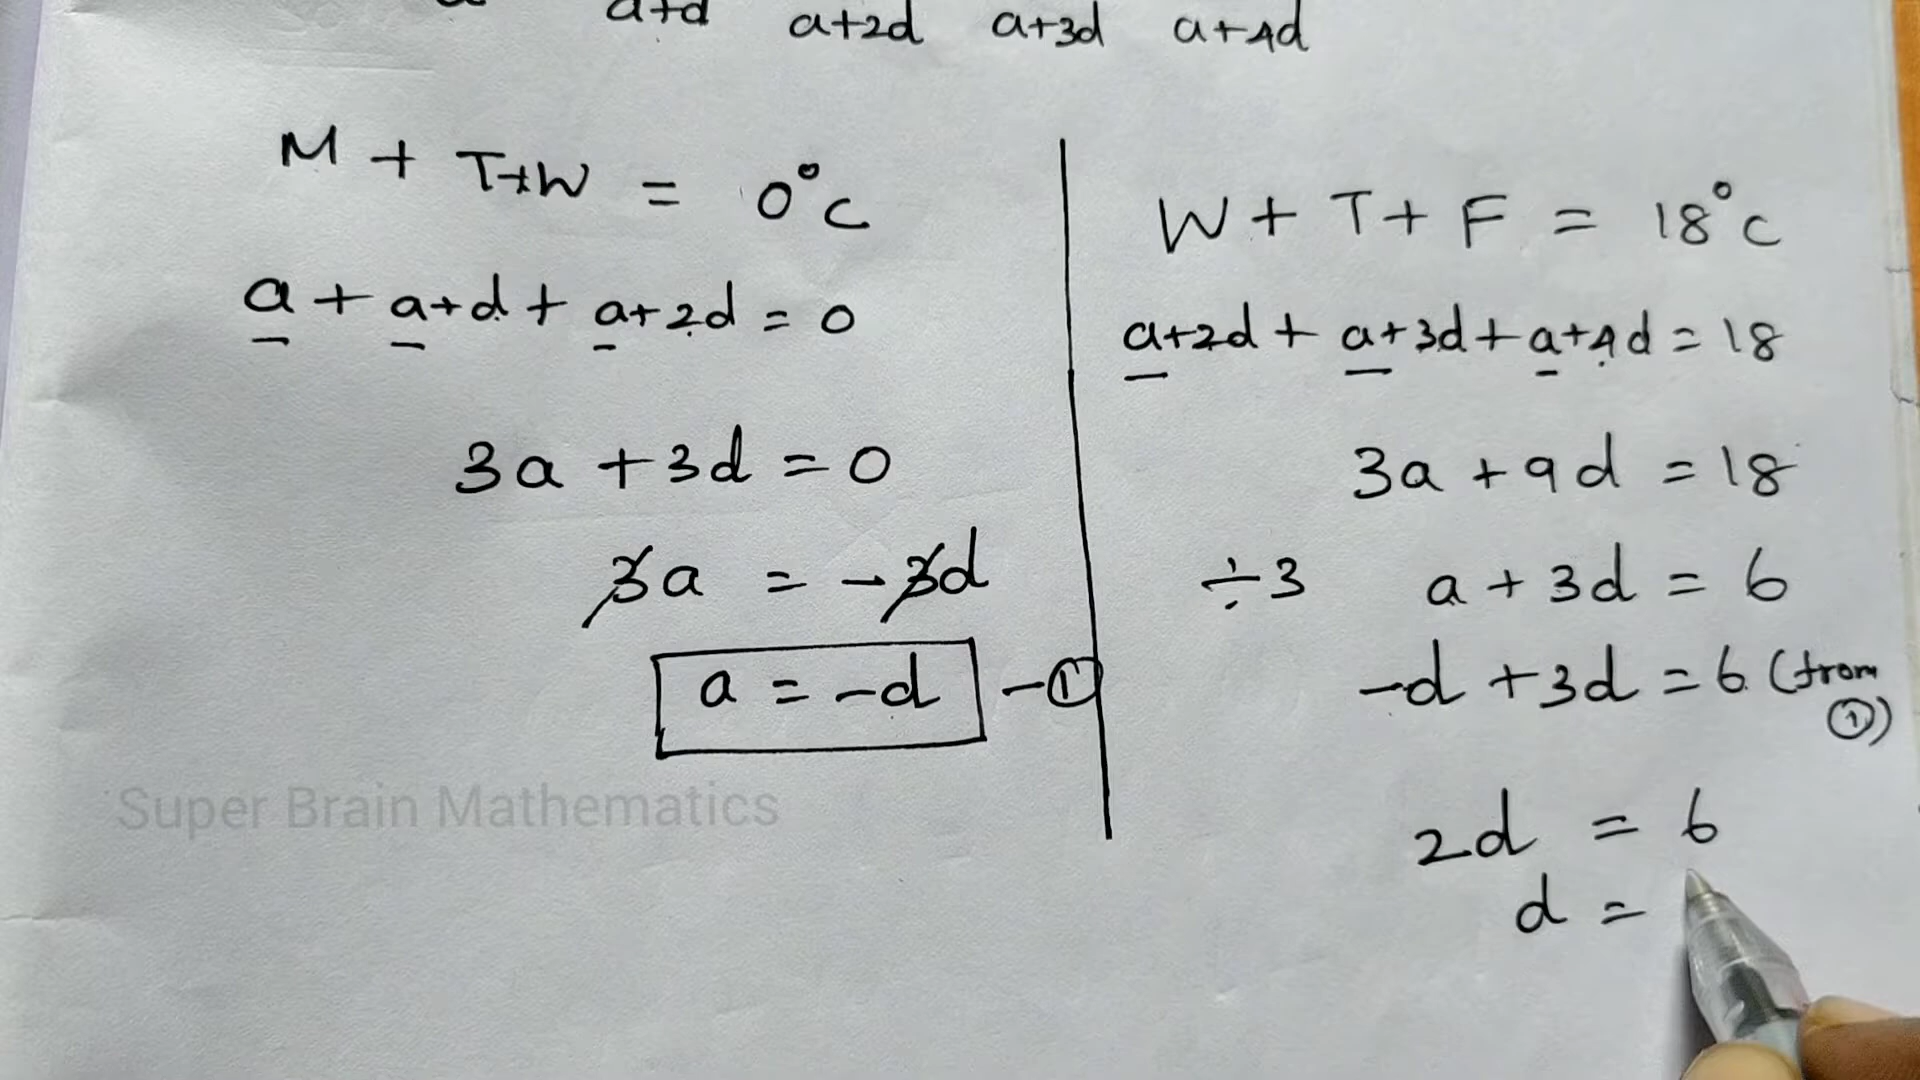 a a+d a+2d a+3d a+4d
M + T+W = 0°C
a + a+d + a+2d = 0
3a + 3d = 0
3a = -3d
a = -d - ①
W + T + F = 18°C
a+2d + a+3d + a+4d = 18
3a + 9d = 18
÷3 a + 3d = 6
-d + 3d = 6 (from
①)
2d = 6
d =
Super Brain Mathematics